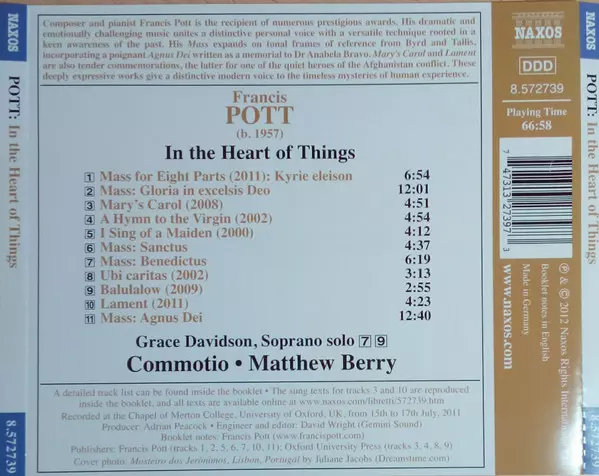 NAXOS
POTT: In the Heart of Things
www.naxos.com
8.572739
Composer and pianist Francis Pott is the recipient of numerous prestigious awards. His dramatic and
emotionally challenging music unites a distinctive personal voice with a versatile technique rooted in a
keen awareness of the past. His Mass expands on tonal frames of reference from Byrd and Tallis,
incorporating a poignant Agnus Dei written as a memorial to Dr Anabela Bravo. Mary's Carol and Lament
are also tender commemorations, the latter for one of the quiet heroes of the Afghanistan conflict. These
deeply expressive works give a distinctive modern voice to the timeless mysteries of human experience.
Francis
POTT
(b. 1957)
In the Heart of Things
1 Mass for Eight Parts (2011): Kyrie eleison 6:54
2 Mass: Gloria in excelsis Deo 12:01
3 Mary's Carol (2008) 4:51
4 A Hymn to the Virgin (2002) 4:54
5 I Sing of a Maiden (2000) 4:12
6 Mass: Sanctus 4:37
7 Mass: Benedictus 6:19
8 Ubi caritas (2002) 3:13
9 Balulalow (2009) 2:55
10 Lament (2011) 4:23
11 Mass: Agnus Dei 12:40
Grace Davidson, Soprano solo 7 9
Commotio • Matthew Berry
A detailed track list can be found inside the booklet • The sung texts for tracks 3 and 10 are reproduced
inside the booklet, and all texts are available online at www.naxos.com/libretti/572739.htm
Recorded at the Chapel of Merton College, University of Oxford, UK, from 15th to 17th July, 2011
Producer: Adrian Peacock • Engineer and editor: David Wright (Gemini Sound)
Booklet notes: Francis Pott (www.francispott.com)
Publishers: Francis Pott (tracks 1, 2, 5, 6, 7, 10, 11); Oxford University Press (tracks 3, 4, 8, 9)
Cover photo: Mosteiro dos Jerónimos, Lisbon, Portugal by Juliane Jacobs (Dreamstime.com)
NAXOS
DDD
8.572739
Playing Time
66:58
7 47313 27397 3
℗ & © 2012 Naxos Rights International
Booklet notes in English
Made in Germany
www.naxos.com
NAXOS
POTT: In the Heart of Things
8.572739